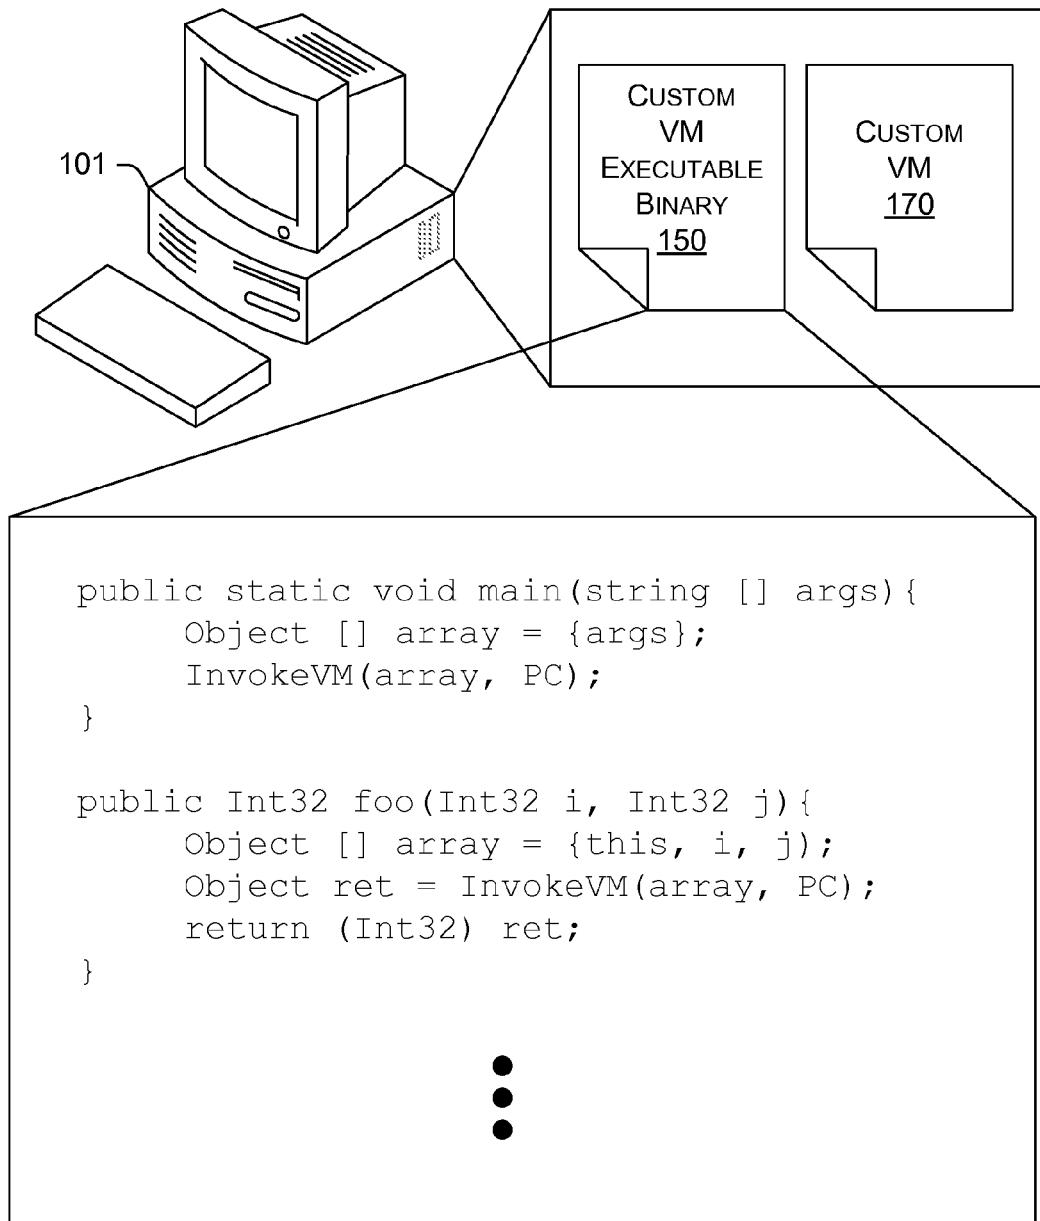 101
CUSTOM
VM
EXECUTABLE
BINARY
150
CUSTOM
VM
170
public static void main(string [] args){
Object [] array = {args};
InvokeVM(array, PC);
}
public Int32 foo(Int32 i, Int32 j){
Object [] array = {this, i, j);
Object ret = InvokeVM(array, PC);
return (Int32) ret;
}